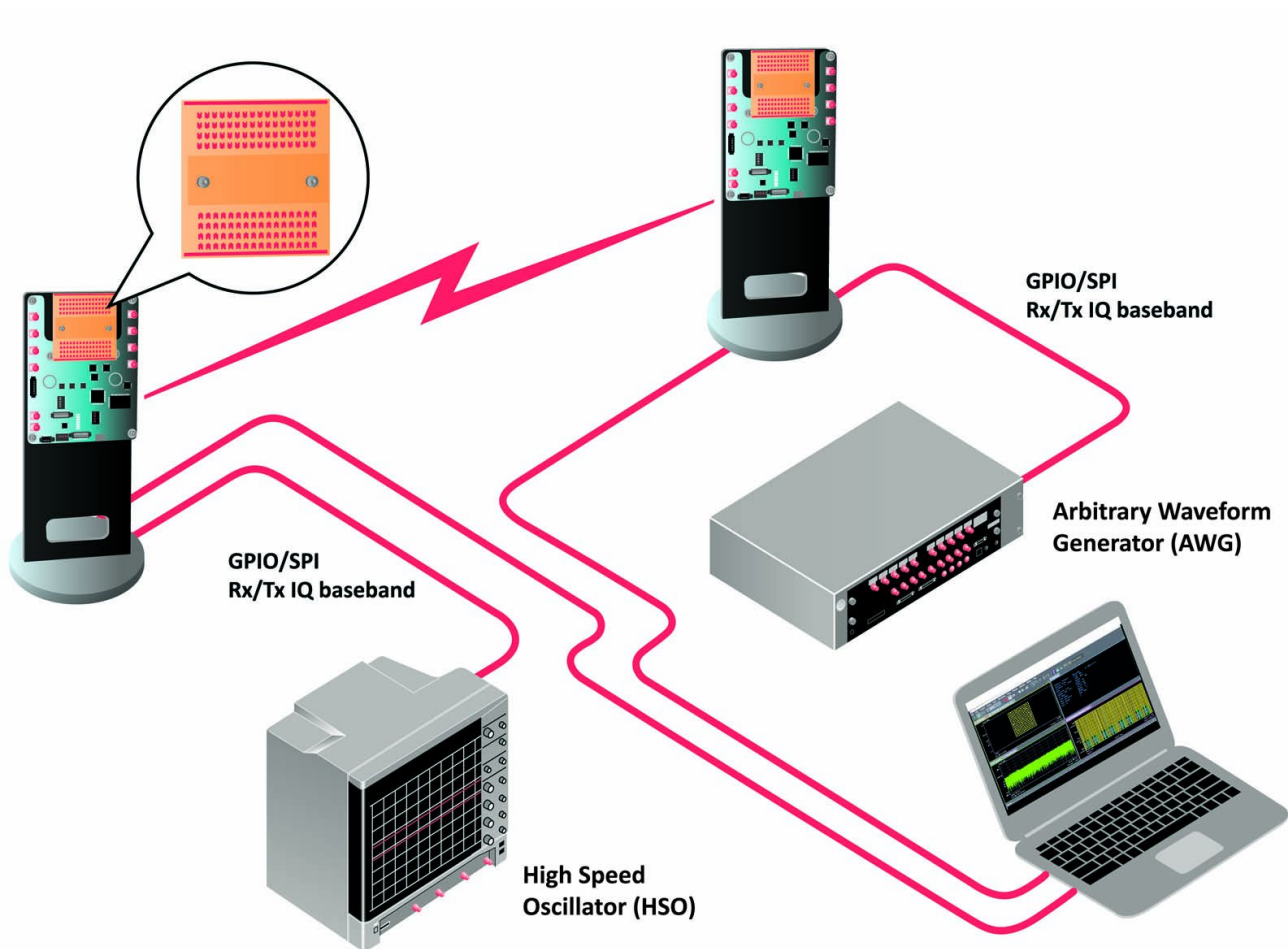 GPIO/SPI
Rx/Tx IQ baseband
Arbitrary Waveform
Generator (AWG)
GPIO/SPI
Rx/Tx IQ baseband
High Speed
Oscillator (HSO)